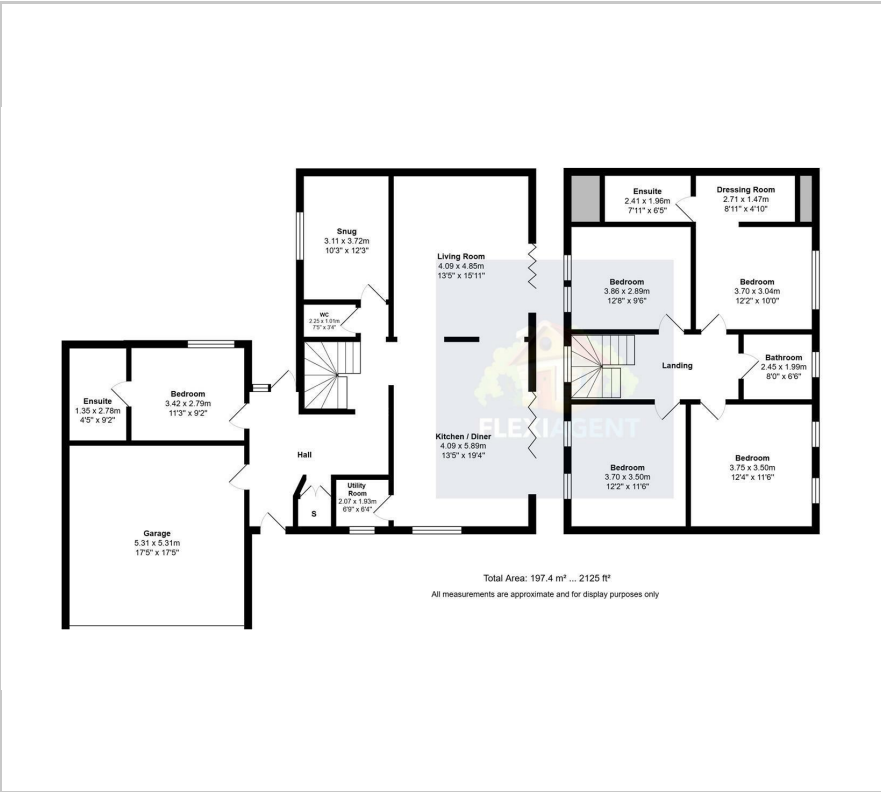 Snug
3.11 x 3.72m
10'3" x 12'3"
Living Room
4.09 x 4.85m
13'5" x 15'11"
WC
2.25 x 1.01m
7'5" x 3'4"
Ensuite
1.35 x 2.78m
4'5" x 9'2"
Bedroom
3.42 x 2.79m
11'3" x 9'2"
Hall
Kitchen / Diner
4.09 x 5.89m
13'5" x 19'4"
Utility
Room
2.07 x 1.93m
6'9" x 6'4"
S
Garage
5.31 x 5.31m
17'5" x 17'5"
Ensuite
2.41 x 1.96m
7'11" x 6'5"
Dressing Room
2.71 x 1.47m
8'11" x 4'10"
Bedroom
3.86 x 2.89m
12'8" x 9'6"
Bedroom
3.70 x 3.04m
12'2" x 10'0"
Landing
Bathroom
2.45 x 1.99m
8'0" x 6'6"
Bedroom
3.70 x 3.50m
12'2" x 11'6"
Bedroom
3.75 x 3.50m
12'4" x 11'6"
FLEXIAGENT
Total Area: 197.4 m² ... 2125 ft²
All measurements are approximate and for display purposes only